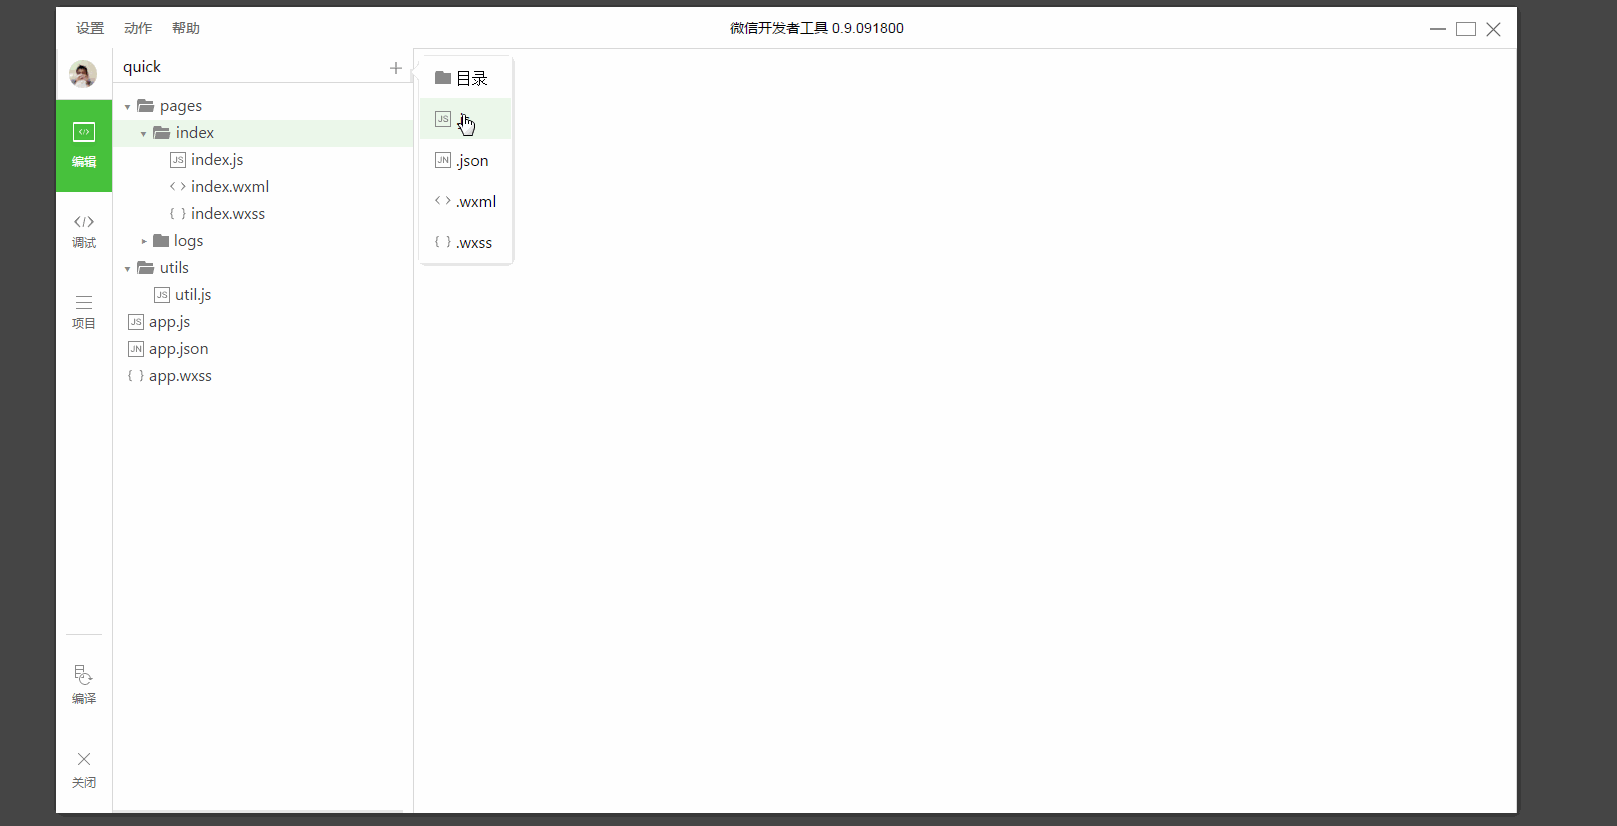 设置 动作 帮助 微信开发者工具 0.9.091800
quick
目录
pages
JS
编辑
index
JS index.js
JN .json
index.wxml
.wxml
index.wxss
调试
logs
.wxss
utils
JS util.js
项目
JS app.js
JN app.json
app.wxss
编译
关闭